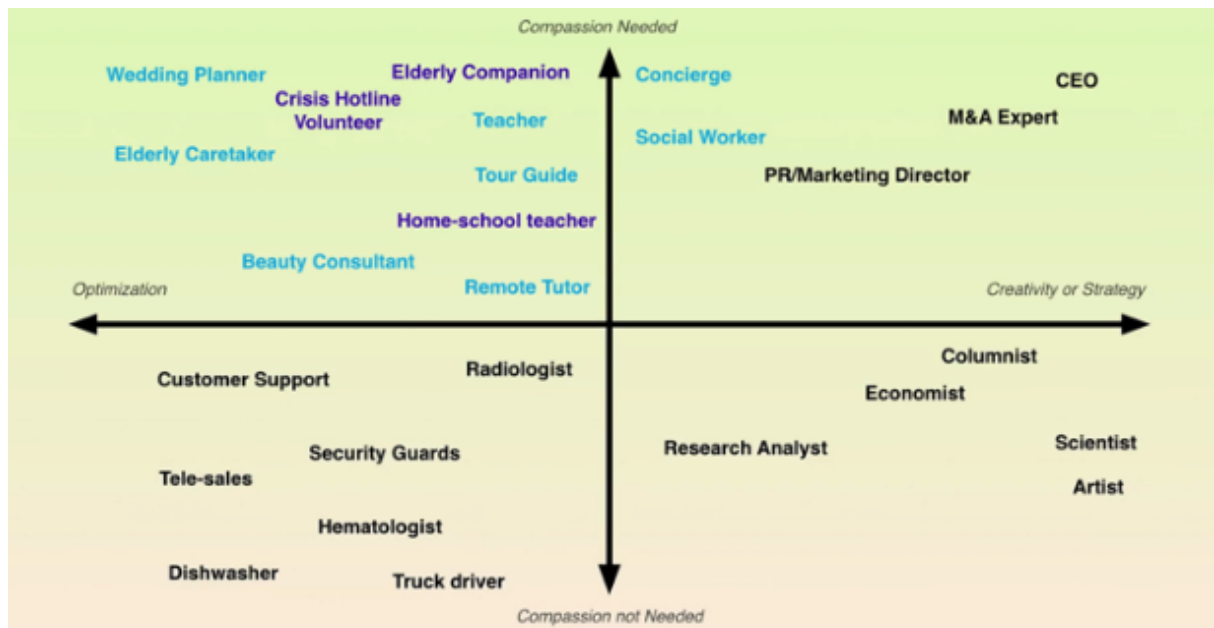 Compassion Needed
Wedding Planner
Elderly Companion
Concierge
CEO
Crisis Hotline
Volunteer
Teacher
M&A Expert
Social Worker
Elderly Caretaker
Tour Guide
PR/Marketing Director
Home-school teacher
Beauty Consultant
Remote Tutor
Optimization
Creativity or Strategy
Columnist
Radiologist
Customer Support
Economist
Research Analyst
Scientist
Security Guards
Tele-sales
Artist
Hematologist
Dishwasher
Truck driver
Compassion not Needed